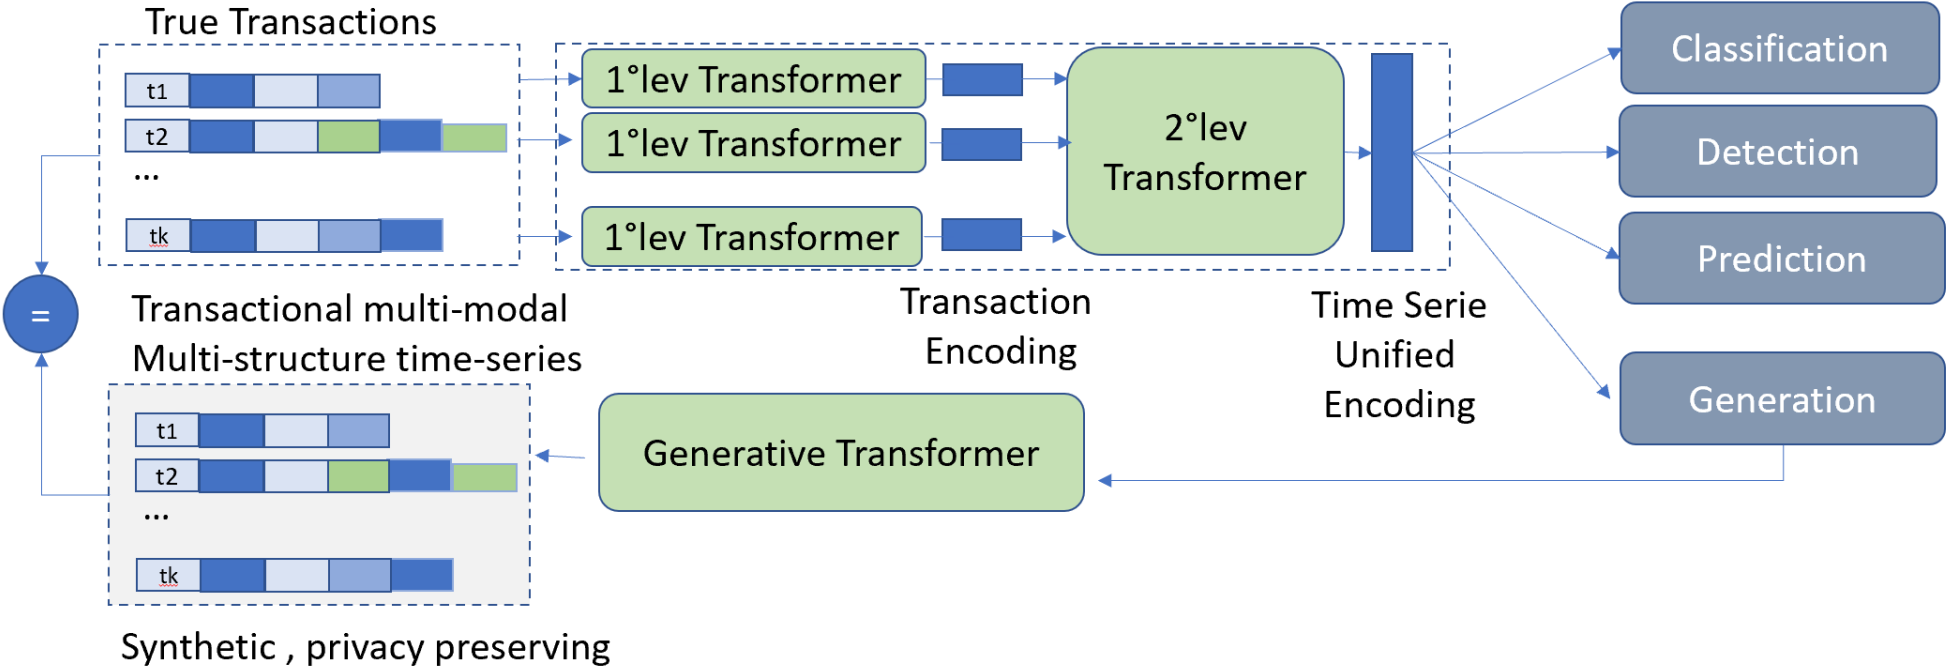 True Transactions
t1
t2
...
tk
1°lev Transformer
1°lev Transformer
1°lev Transformer
2°lev
Transformer
Classification
Detection
Prediction
Generation
=
Transactional multi-modal
Multi-structure time-series
Transaction
Encoding
Time Serie
Unified
Encoding
t1
t2
...
tk
Generative Transformer
Synthetic , privacy preserving